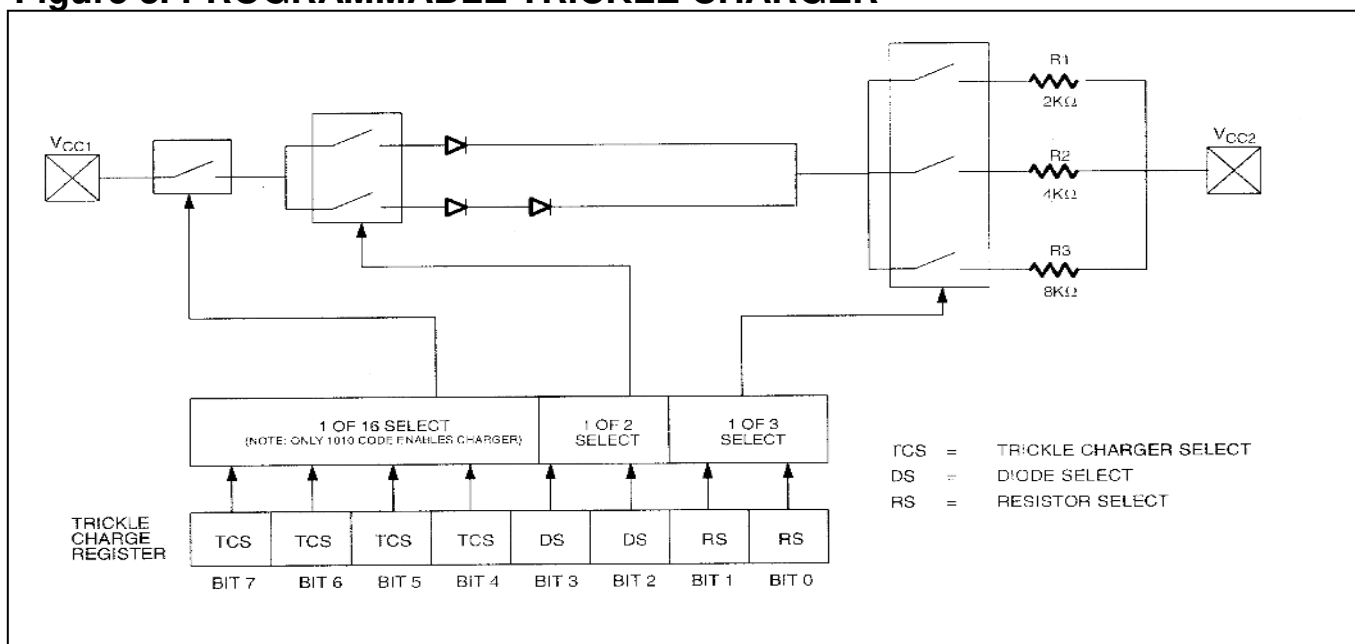 PROGRAMMABLE TRICKLE CHARGER
VCC1
R1
2KΩ
R2
4KΩ
R3
8KΩ
VCC2
1 OF 16 SELECT
(NOTE: ONLY 1010 CODE ENABLES CHARGER)
1 OF 2
SELECT
1 OF 3
SELECT
TCS = TRICKLE CHARGER SELECT
DS = DIODE SELECT
RS = RESISTOR SELECT
TRICKLE
CHARGE
REGISTER
TCS TCS TCS TCS DS DS RS RS
BIT 7 BIT 6 BIT 5 BIT 4 BIT 3 BIT 2 BIT 1 BIT 0